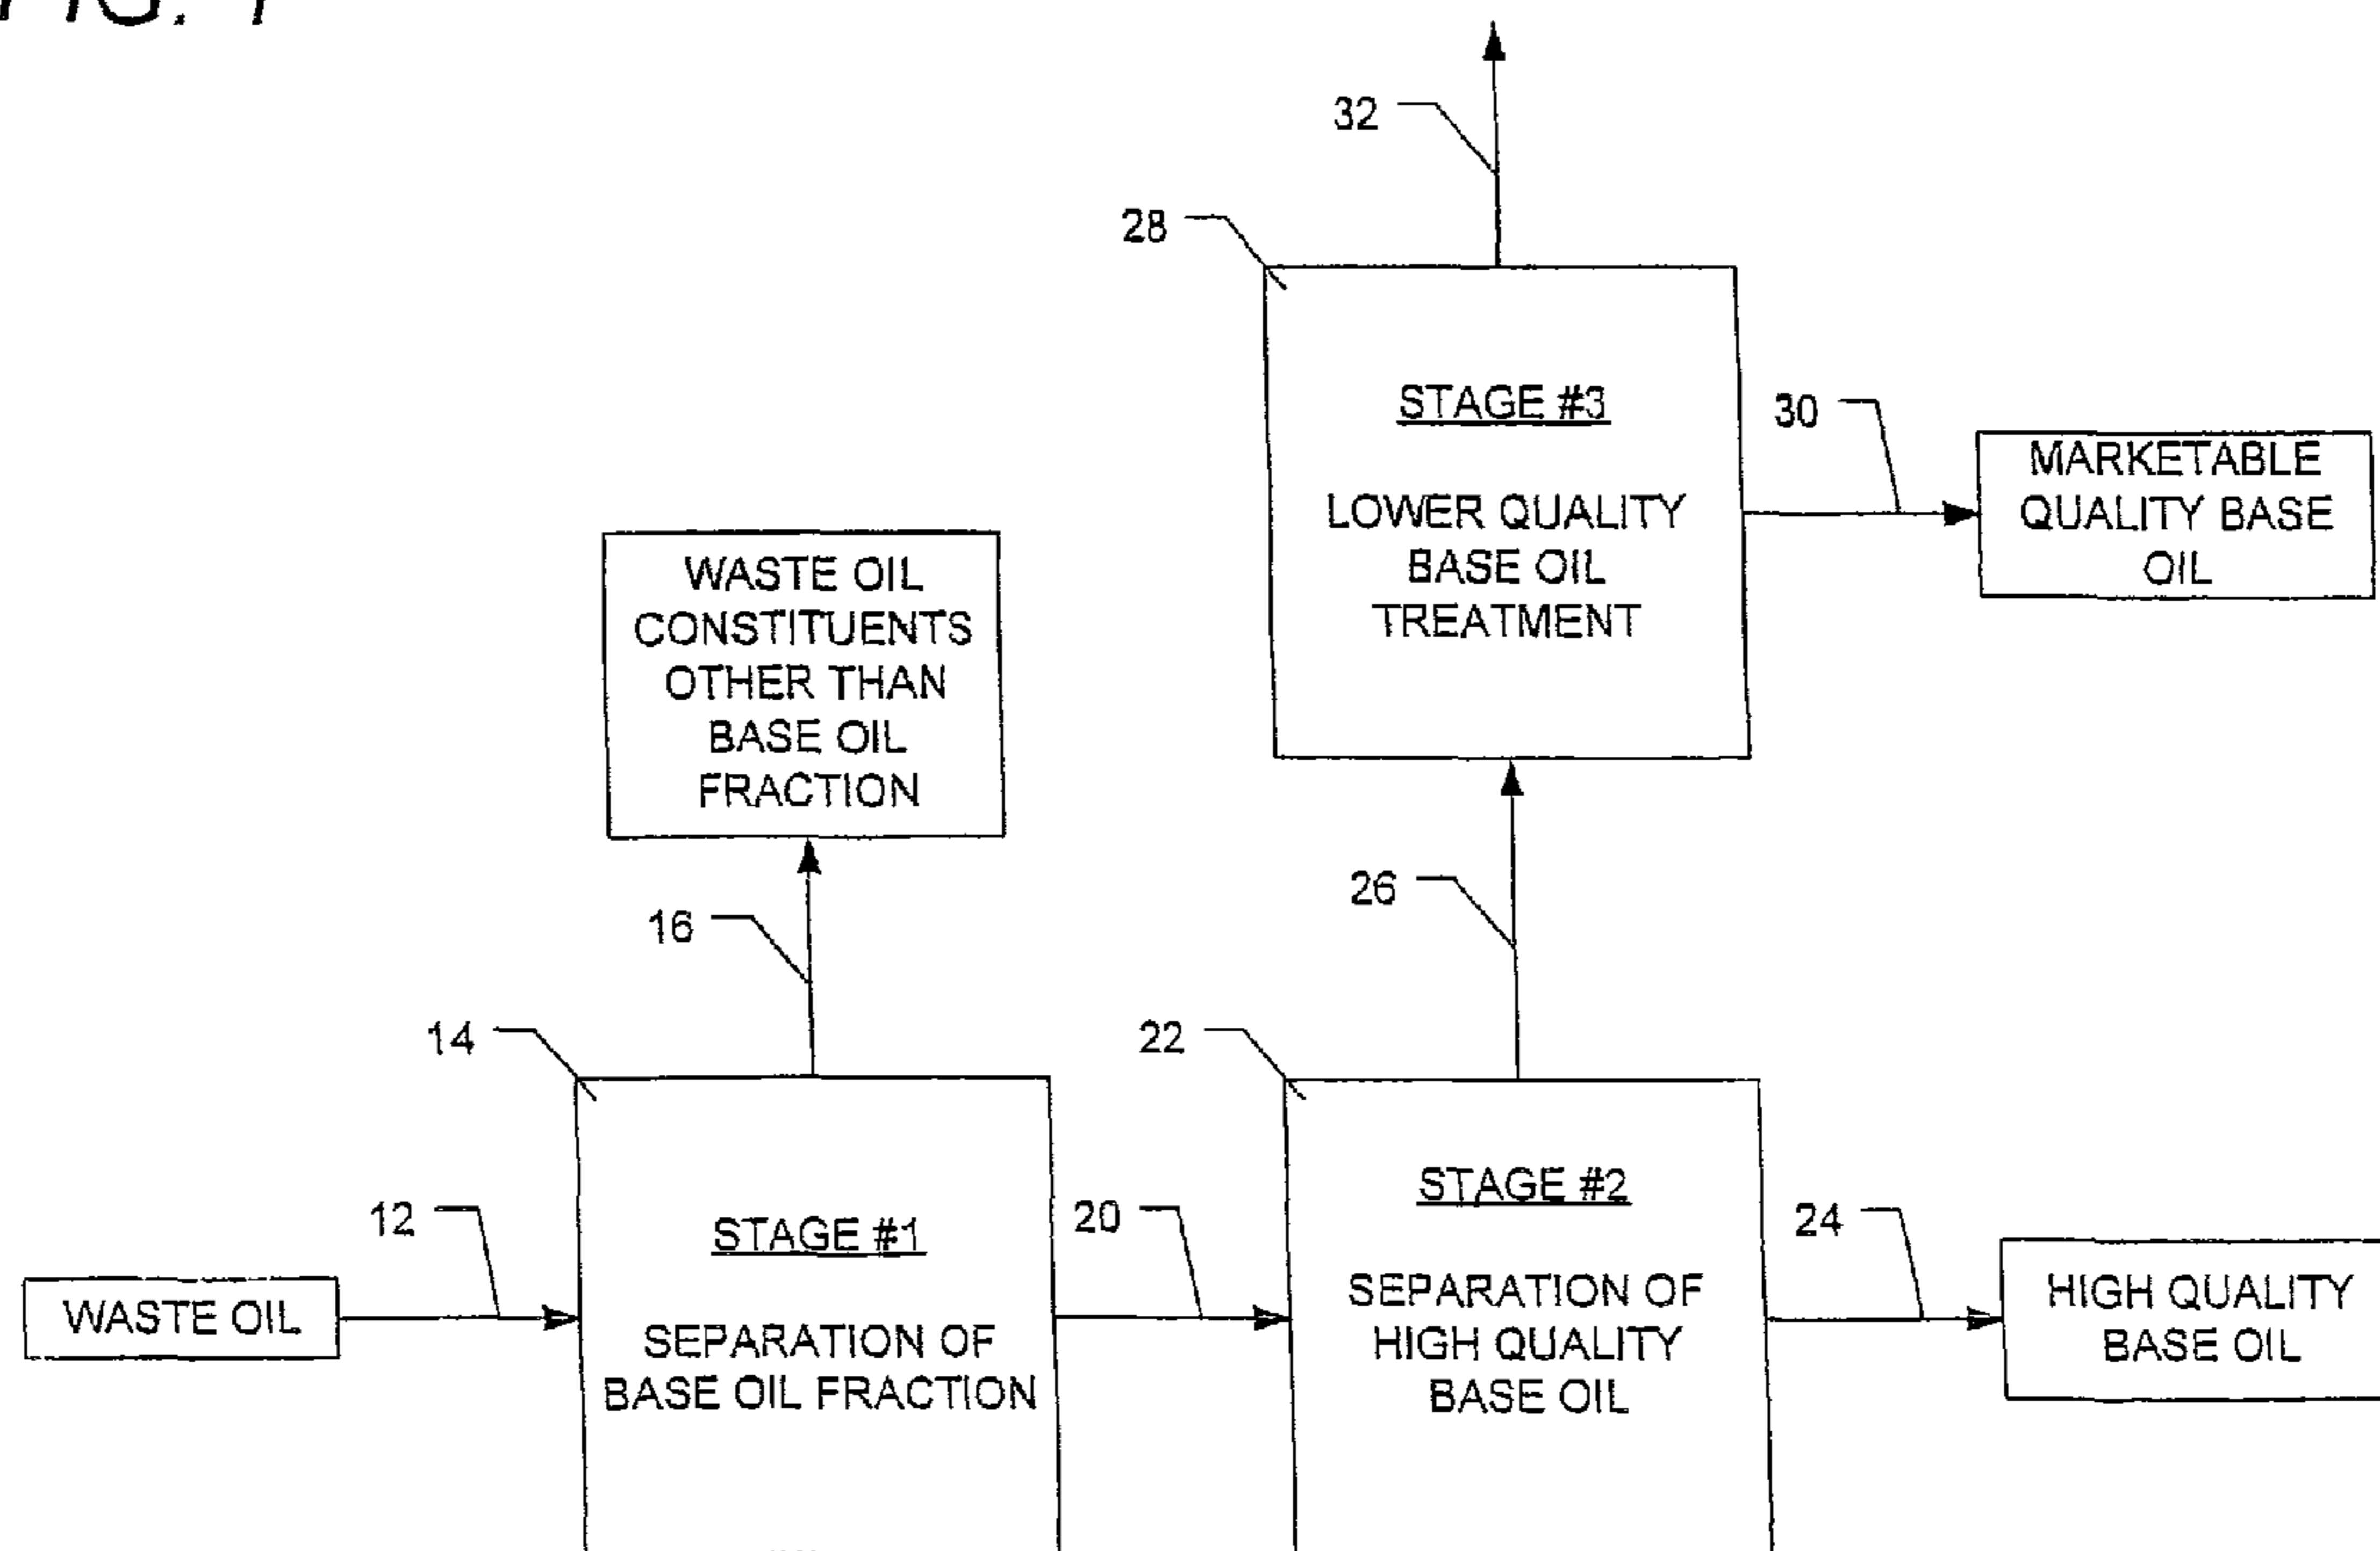 FIG. 1
32
28
STAGE #3
LOWER QUALITY
BASE OIL
TREATMENT
30
MARKETABLE
QUALITY BASE
OIL
WASTE OIL
CONSTITUENTS
OTHER THAN
BASE OIL
FRACTION
16
26
14
22
12
WASTE OIL
STAGE #1
SEPARATION OF
BASE OIL FRACTION
20
STAGE #2
SEPARATION OF
HIGH QUALITY
BASE OIL
24
HIGH QUALITY
BASE OIL